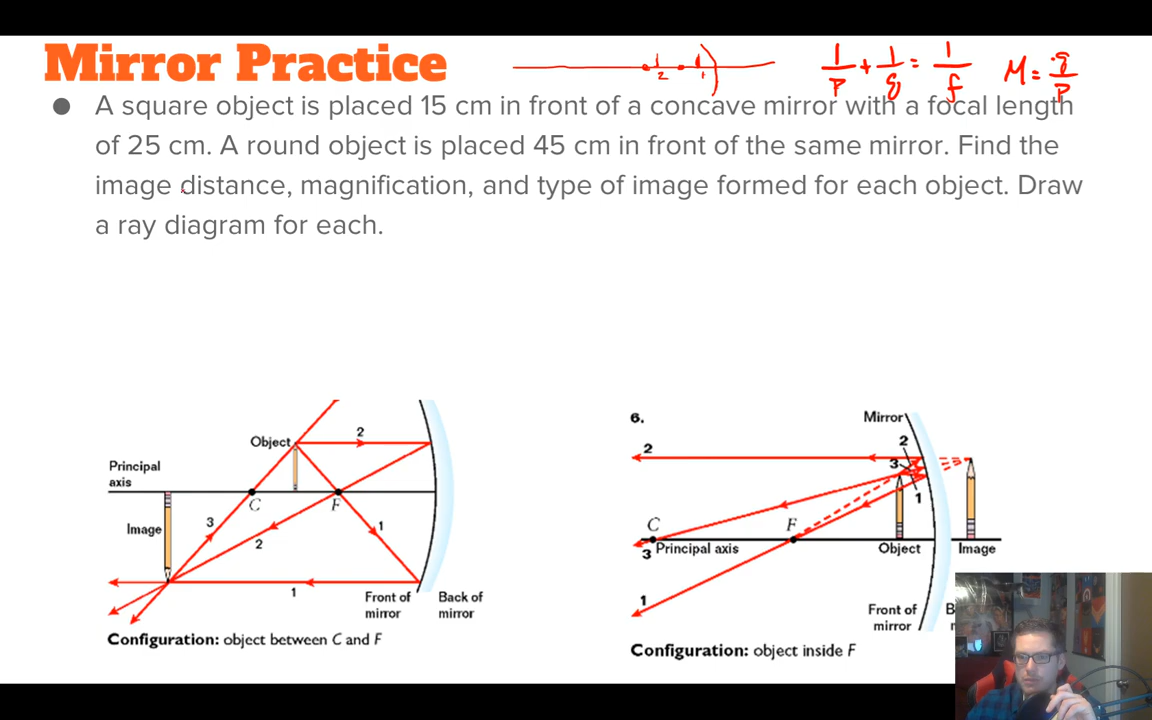 Mirror Practice
1/p + 1/q = 1/f M = q/p
2 1
● A square object is placed 15 cm in front of a concave mirror with a focal length
of 25 cm. A round object is placed 45 cm in front of the same mirror. Find the
image distance, magnification, and type of image formed for each object. Draw
a ray diagram for each.
Object
2
Principal
axis
C
F
Image
3
1
2
1
Front of
mirror
Back of
mirror
Configuration: object between C and F
6.
Mirror
2
2
3
1
C
F
3
Principal axis
Object
Image
1
Front of
mirror
B
Configuration: object inside F